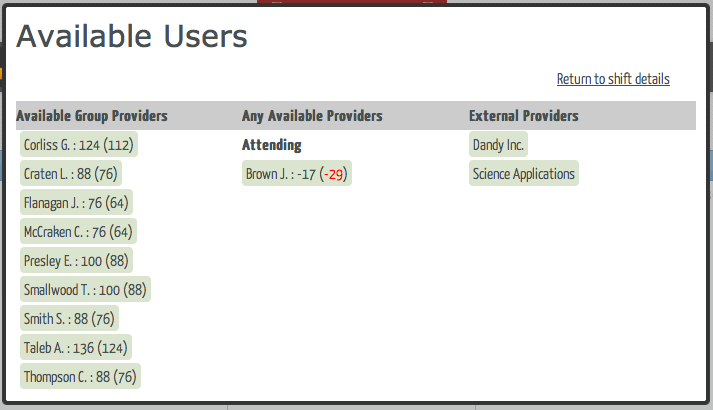 Available Users
Return to shift details
Available Group Providers
Any Available Providers
External Providers
Corliss G. : 124 (112)
Craten L. : 88 (76)
Flanagan J. : 76 (64)
McCraken C. : 76 (64)
Presley E. : 100 (88)
Smallwood T. : 100 (88)
Smith S. : 88 (76)
Taleb A. : 136 (124)
Thompson C. : 88 (76)
Attending
Brown J. : -17 (-29)
Dandy Inc.
Science Applications